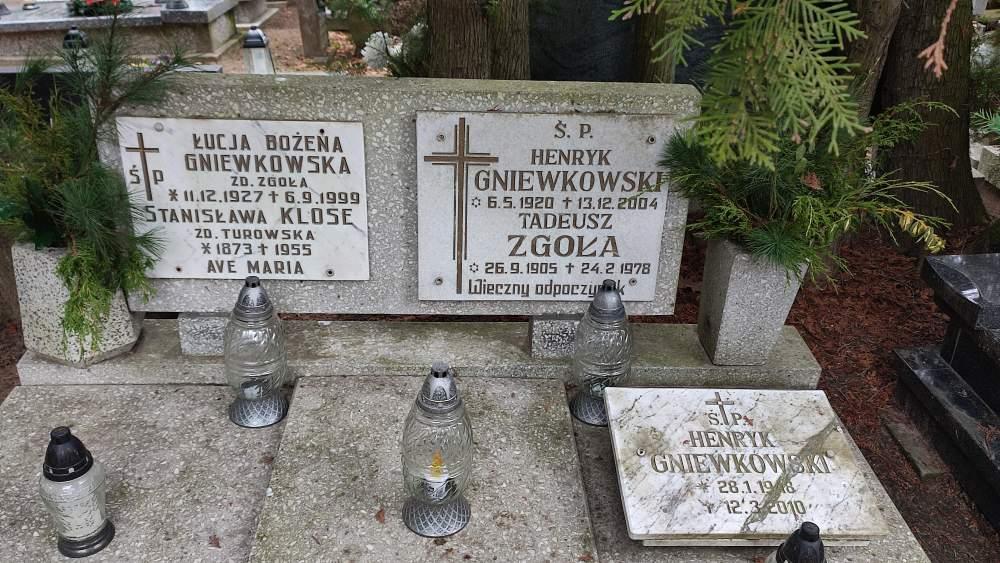 Ś P
ŁUCJA BOŻENA
GNIEWKOWSKA
ZD. ZGOŁA
* 11.12.1927 + 6.9.1999
STANISŁAWA KLOSE
ZD. TUROWSKA
* 1873 + 1955
AVE MARIA
Ś. P.
HENRYK
GNIEWKOWSKI
☆ 6.5.1920 + 13.12.2004
TADEUSZ
ZGOŁA
☆ 26.9.1905 + 24.2.1978
Wieczny odpoczynek
Ś. P.
HENRYK
GNIEWKOWSKI
* 28.1.1948
+ 12.3.2010